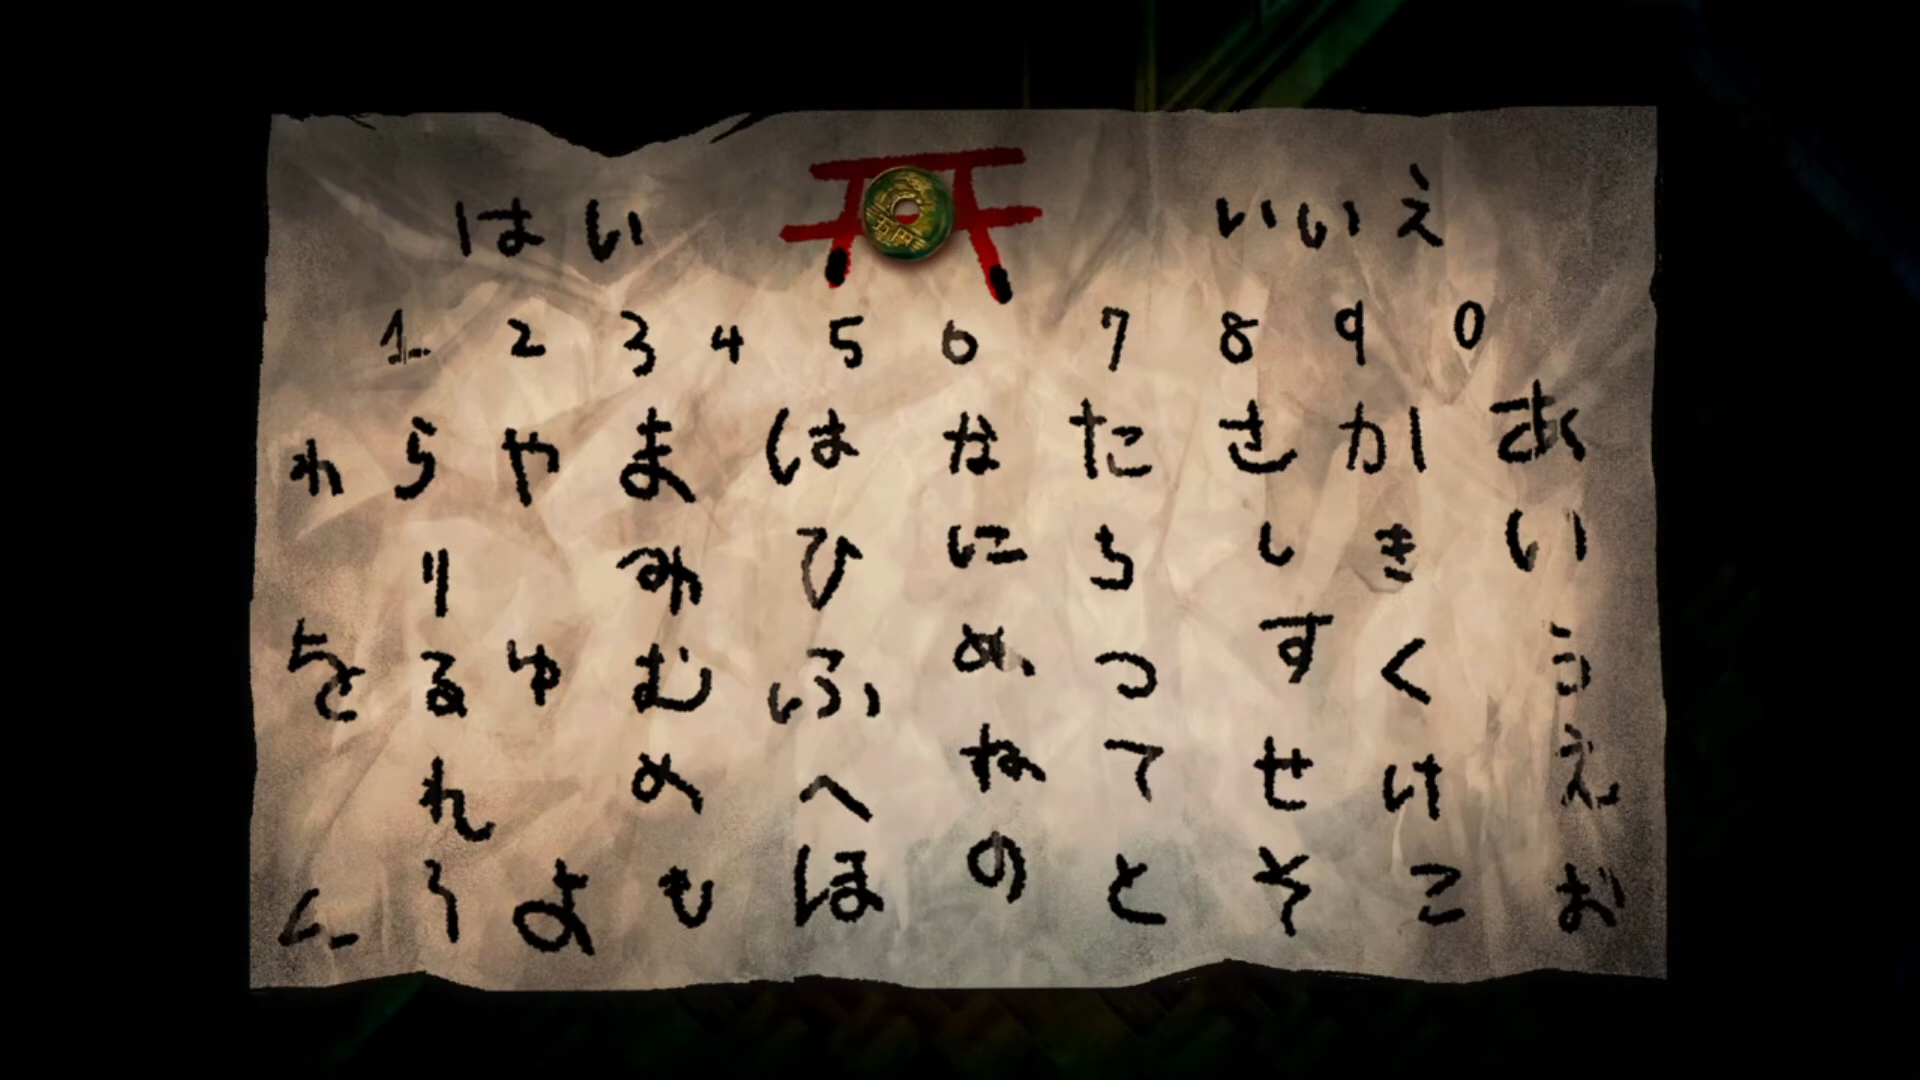 はい 五円 いいえ
1 2 3 4 5 6 7 8 9 0
あいうえお
かきくけこ
さしすせそ
たちつてと
なにぬねの
はひふへほ
まみむめも
やゆよ
らりるれろ
わをん